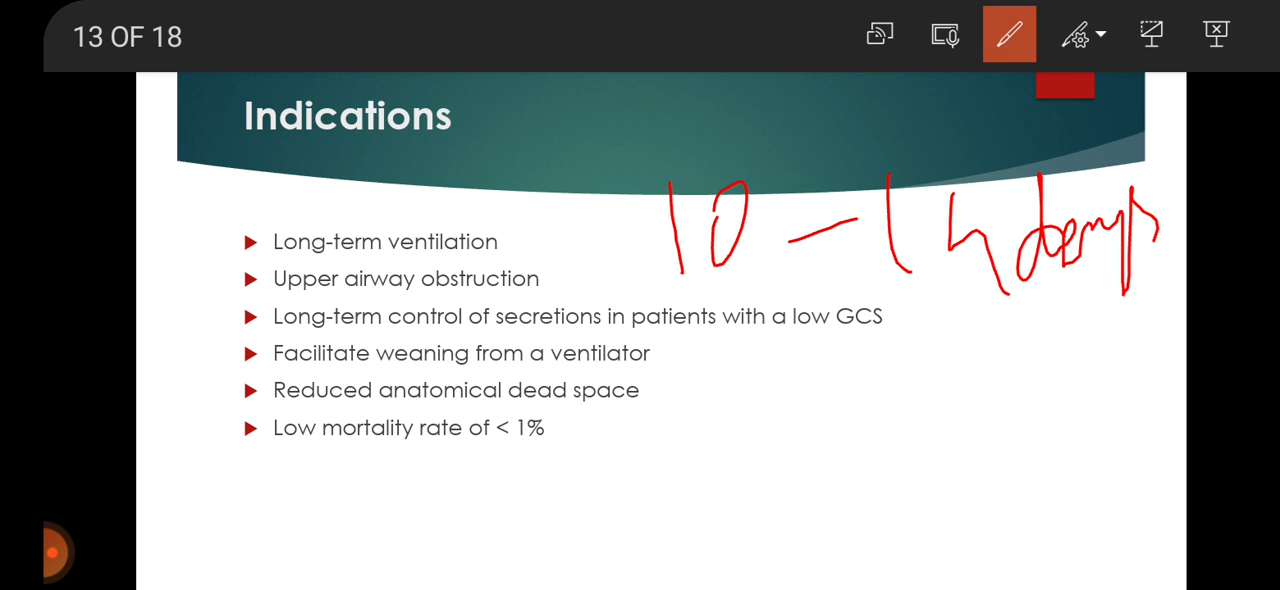 13 OF 18
Indications
10 - 14 days
Long-term ventilation
Upper airway obstruction
Long-term control of secretions in patients with a low GCS
Facilitate weaning from a ventilator
Reduced anatomical dead space
Low mortality rate of < 1%